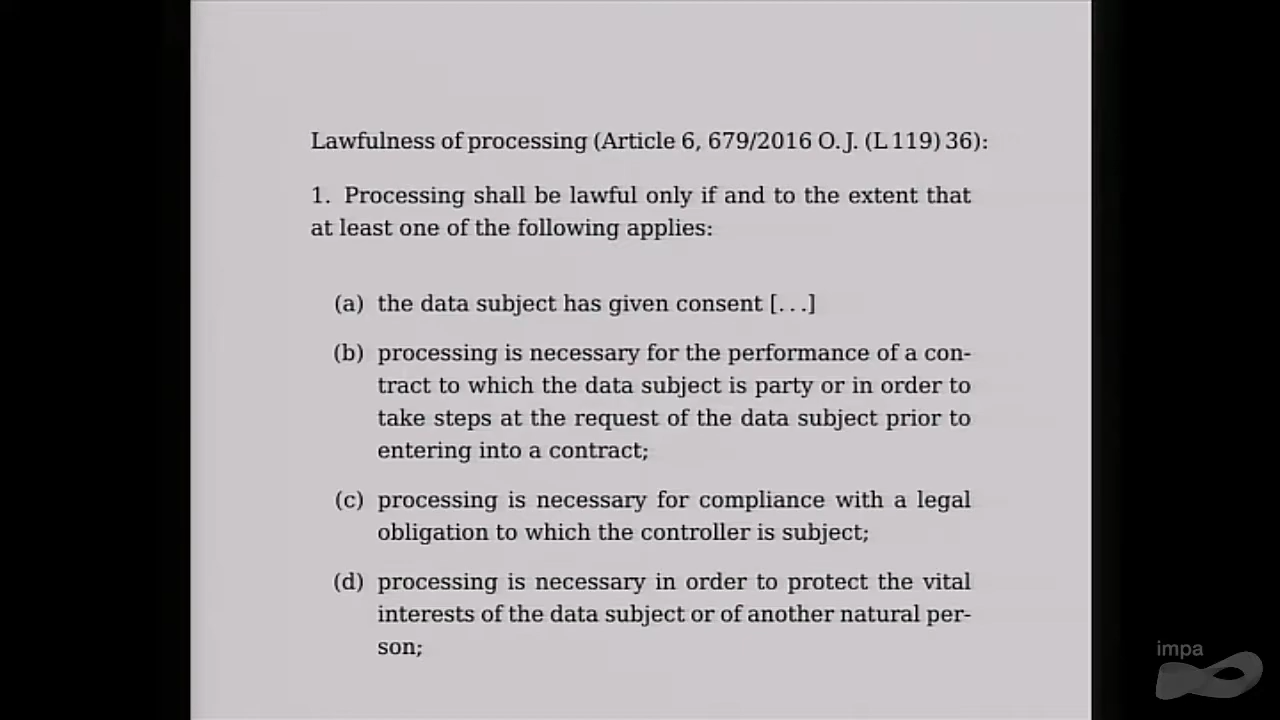 Lawfulness of processing (Article 6, 679/2016 O. J. (L 119) 36):
1. Processing shall be lawful only if and to the extent that
at least one of the following applies:
(a) the data subject has given consent [...]
(b) processing is necessary for the performance of a con-
tract to which the data subject is party or in order to
take steps at the request of the data subject prior to
entering into a contract;
(c) processing is necessary for compliance with a legal
obligation to which the controller is subject;
(d) processing is necessary in order to protect the vital
interests of the data subject or of another natural per-
son;
impa